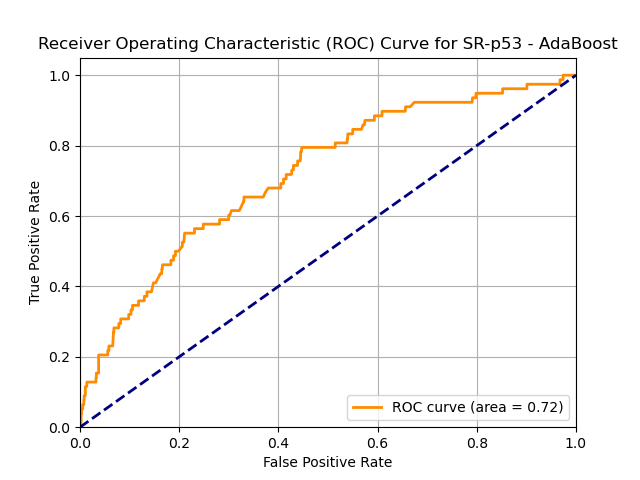 Receiver Operating Characteristic (ROC) Curve for SR-p53 - AdaBoost
1.0
0.8
0.6
0.4
0.2
0.0
True Positive Rate
0.0 0.2 0.4 0.6 0.8 1.0
False Positive Rate
ROC curve (area = 0.72)